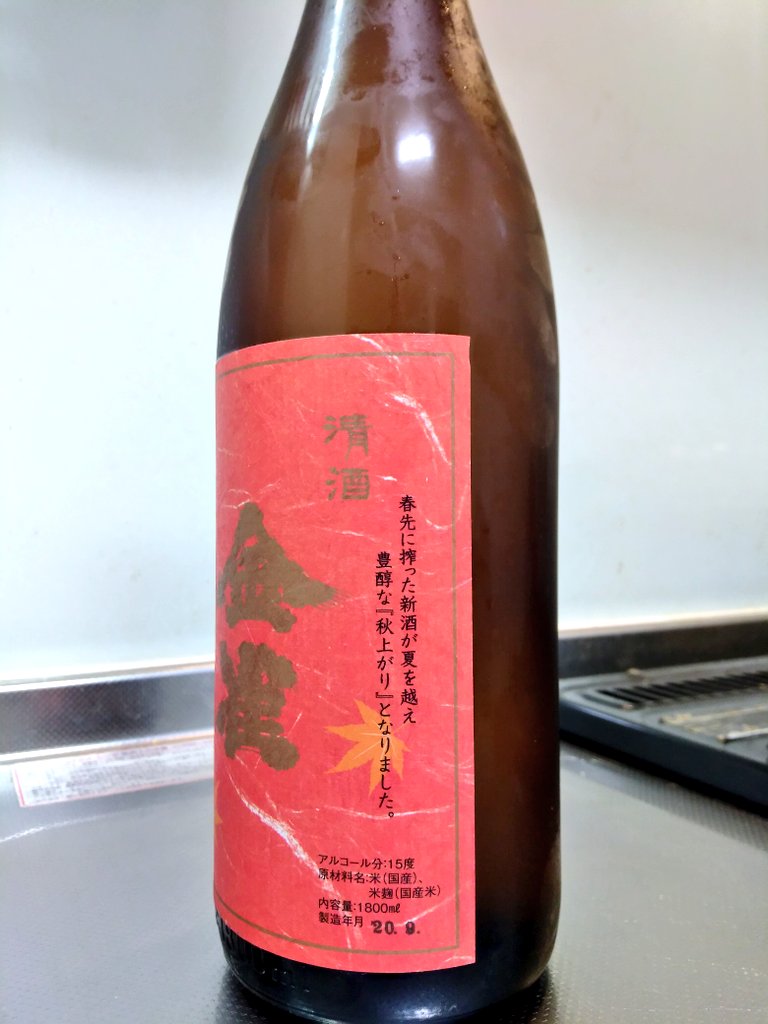 清酒
金雀
春先に搾った新酒が夏を越え
豊醇な『秋上がり』となりました。
アルコール分:15度
原材料名:米(国産)、
米麹(国産米)
内容量:1800㎖
製造年月 20. 9.